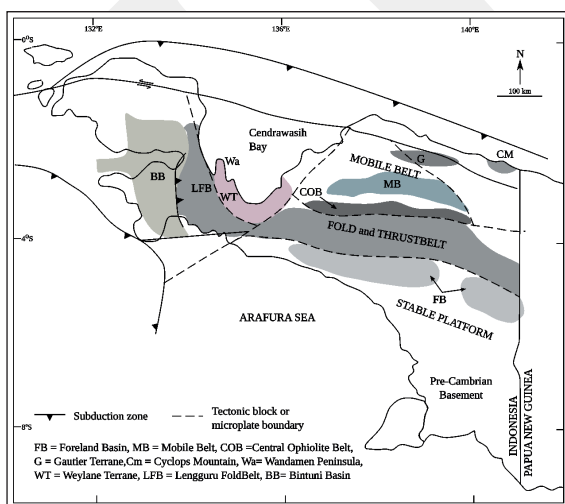 132°E 136°E 140°E
0°S
N
100 km
Cendrawasih
Bay
CM
G
MOBILE BELT
MB
Wa
BB
LFB
WT
COB
FOLD and THRUSTBELT
4°S
FB
STABLE PLATFORM
ARAFURA SEA
Pre-Cambrian
Basement
INDONESIA
PAPUA NEW GUINEA
Subduction zone
Tectonic block or
microplate boundary
8°S
FB = Foreland Basin, MB = Mobile Belt, COB =Central Ophiolite Belt,
G = Gautier Terrane,Cm = Cyclops Mountain, Wa= Wandamen Peninsula,
WT = Weylane Terrane, LFB = Lengguru FoldBelt, BB= Bintuni Basin